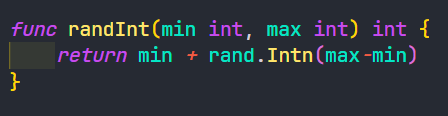 func randInt(min int, max int) int {
    return min + rand.Intn(max-min)
}